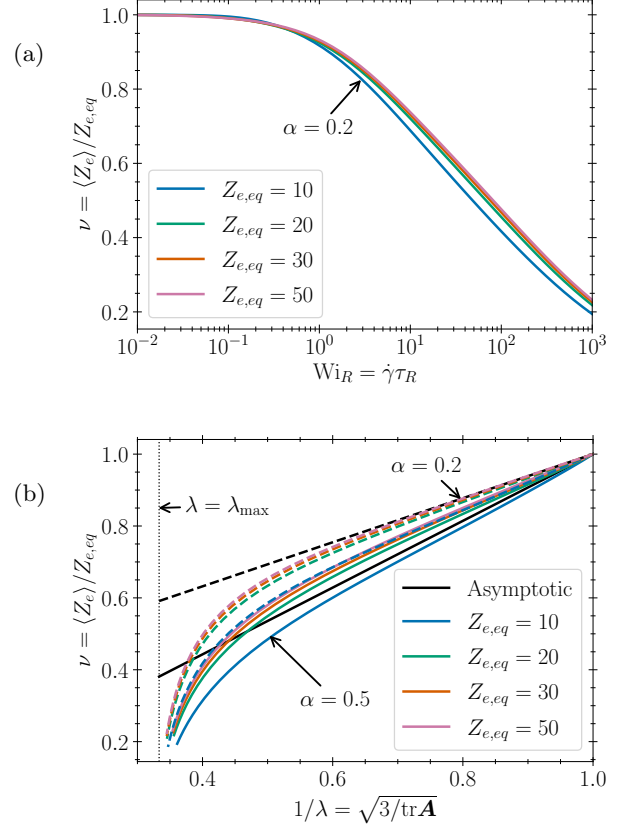 (a)
1.0
0.8
0.6
0.4
0.2
ν = ⟨Z_e⟩/Z_{e,eq}
α = 0.2
Z_{e,eq} = 10
Z_{e,eq} = 20
Z_{e,eq} = 30
Z_{e,eq} = 50
10^{-2} 10^{-1} 10^0 10^1 10^2 10^3
Wi_R = γ̇τ_R
(b)
1.0
0.8
0.6
0.4
0.2
ν = ⟨Z_e⟩/Z_{e,eq}
α = 0.2
λ = λ_max
α = 0.5
Asymptotic
Z_{e,eq} = 10
Z_{e,eq} = 20
Z_{e,eq} = 30
Z_{e,eq} = 50
0.4 0.6 0.8 1.0
1/λ = √(3/trA)